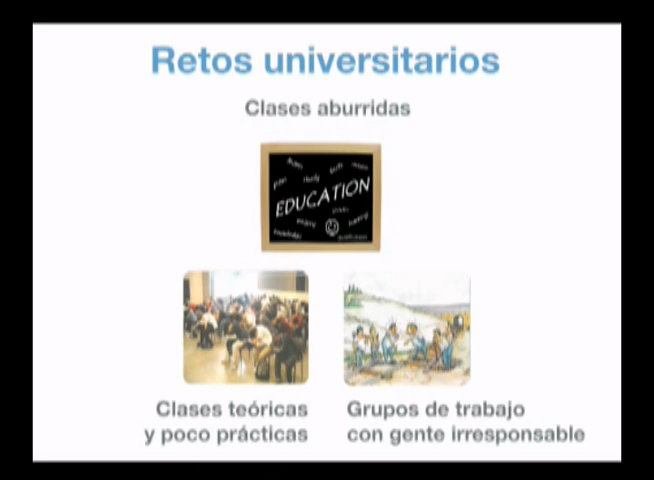 Retos universitarios
Clases aburridas
EDUCATION
Clases teóricas
y poco prácticas
Grupos de trabajo
con gente irresponsable